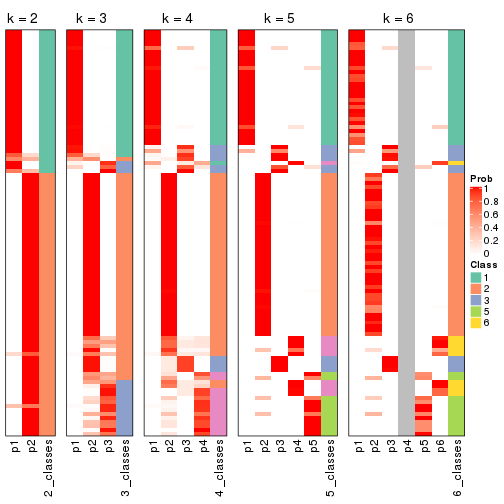 k = 2
k = 3
k = 4
k = 5
k = 6
Prob
1
0.8
0.6
0.4
0.2
0
Class
1
2
3
5
6
p1
p2
2_classes
p1
p2
p3
3_classes
p1
p2
p3
p4
4_classes
p1
p2
p3
p4
p5
5_classes
p1
p2
p3
p4
p5
p6
6_classes